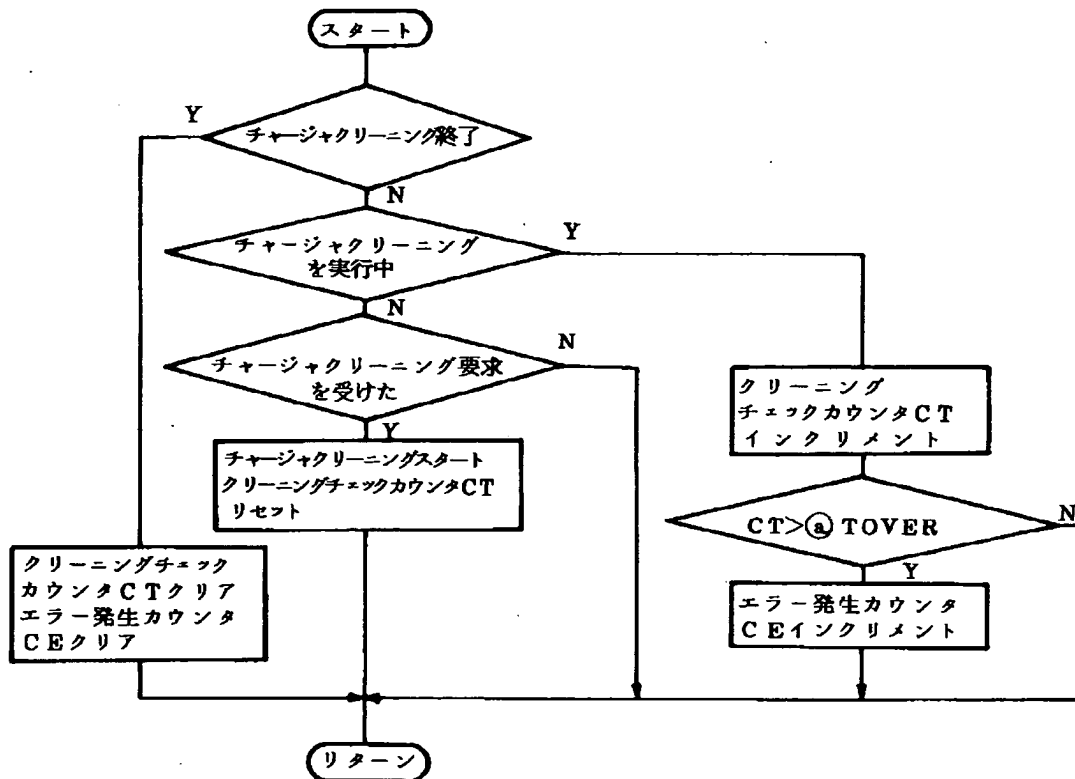 スタート
Y
チャージャクリーニング終了
N
チャージャクリーニング
を実行中
Y
N
チャージャクリーニング要求
を受けた
N
Y
チャージャクリーニングスタート
クリーニングチェックカウンタCT
リセット
クリーニング
チェックカウンタCT
インクリメント
CT>ⓐTOVER
N
Y
クリーニングチェック
カウンタCTクリア
エラー発生カウンタ
CEクリア
エラー発生カウンタ
CEインクリメント
リターン